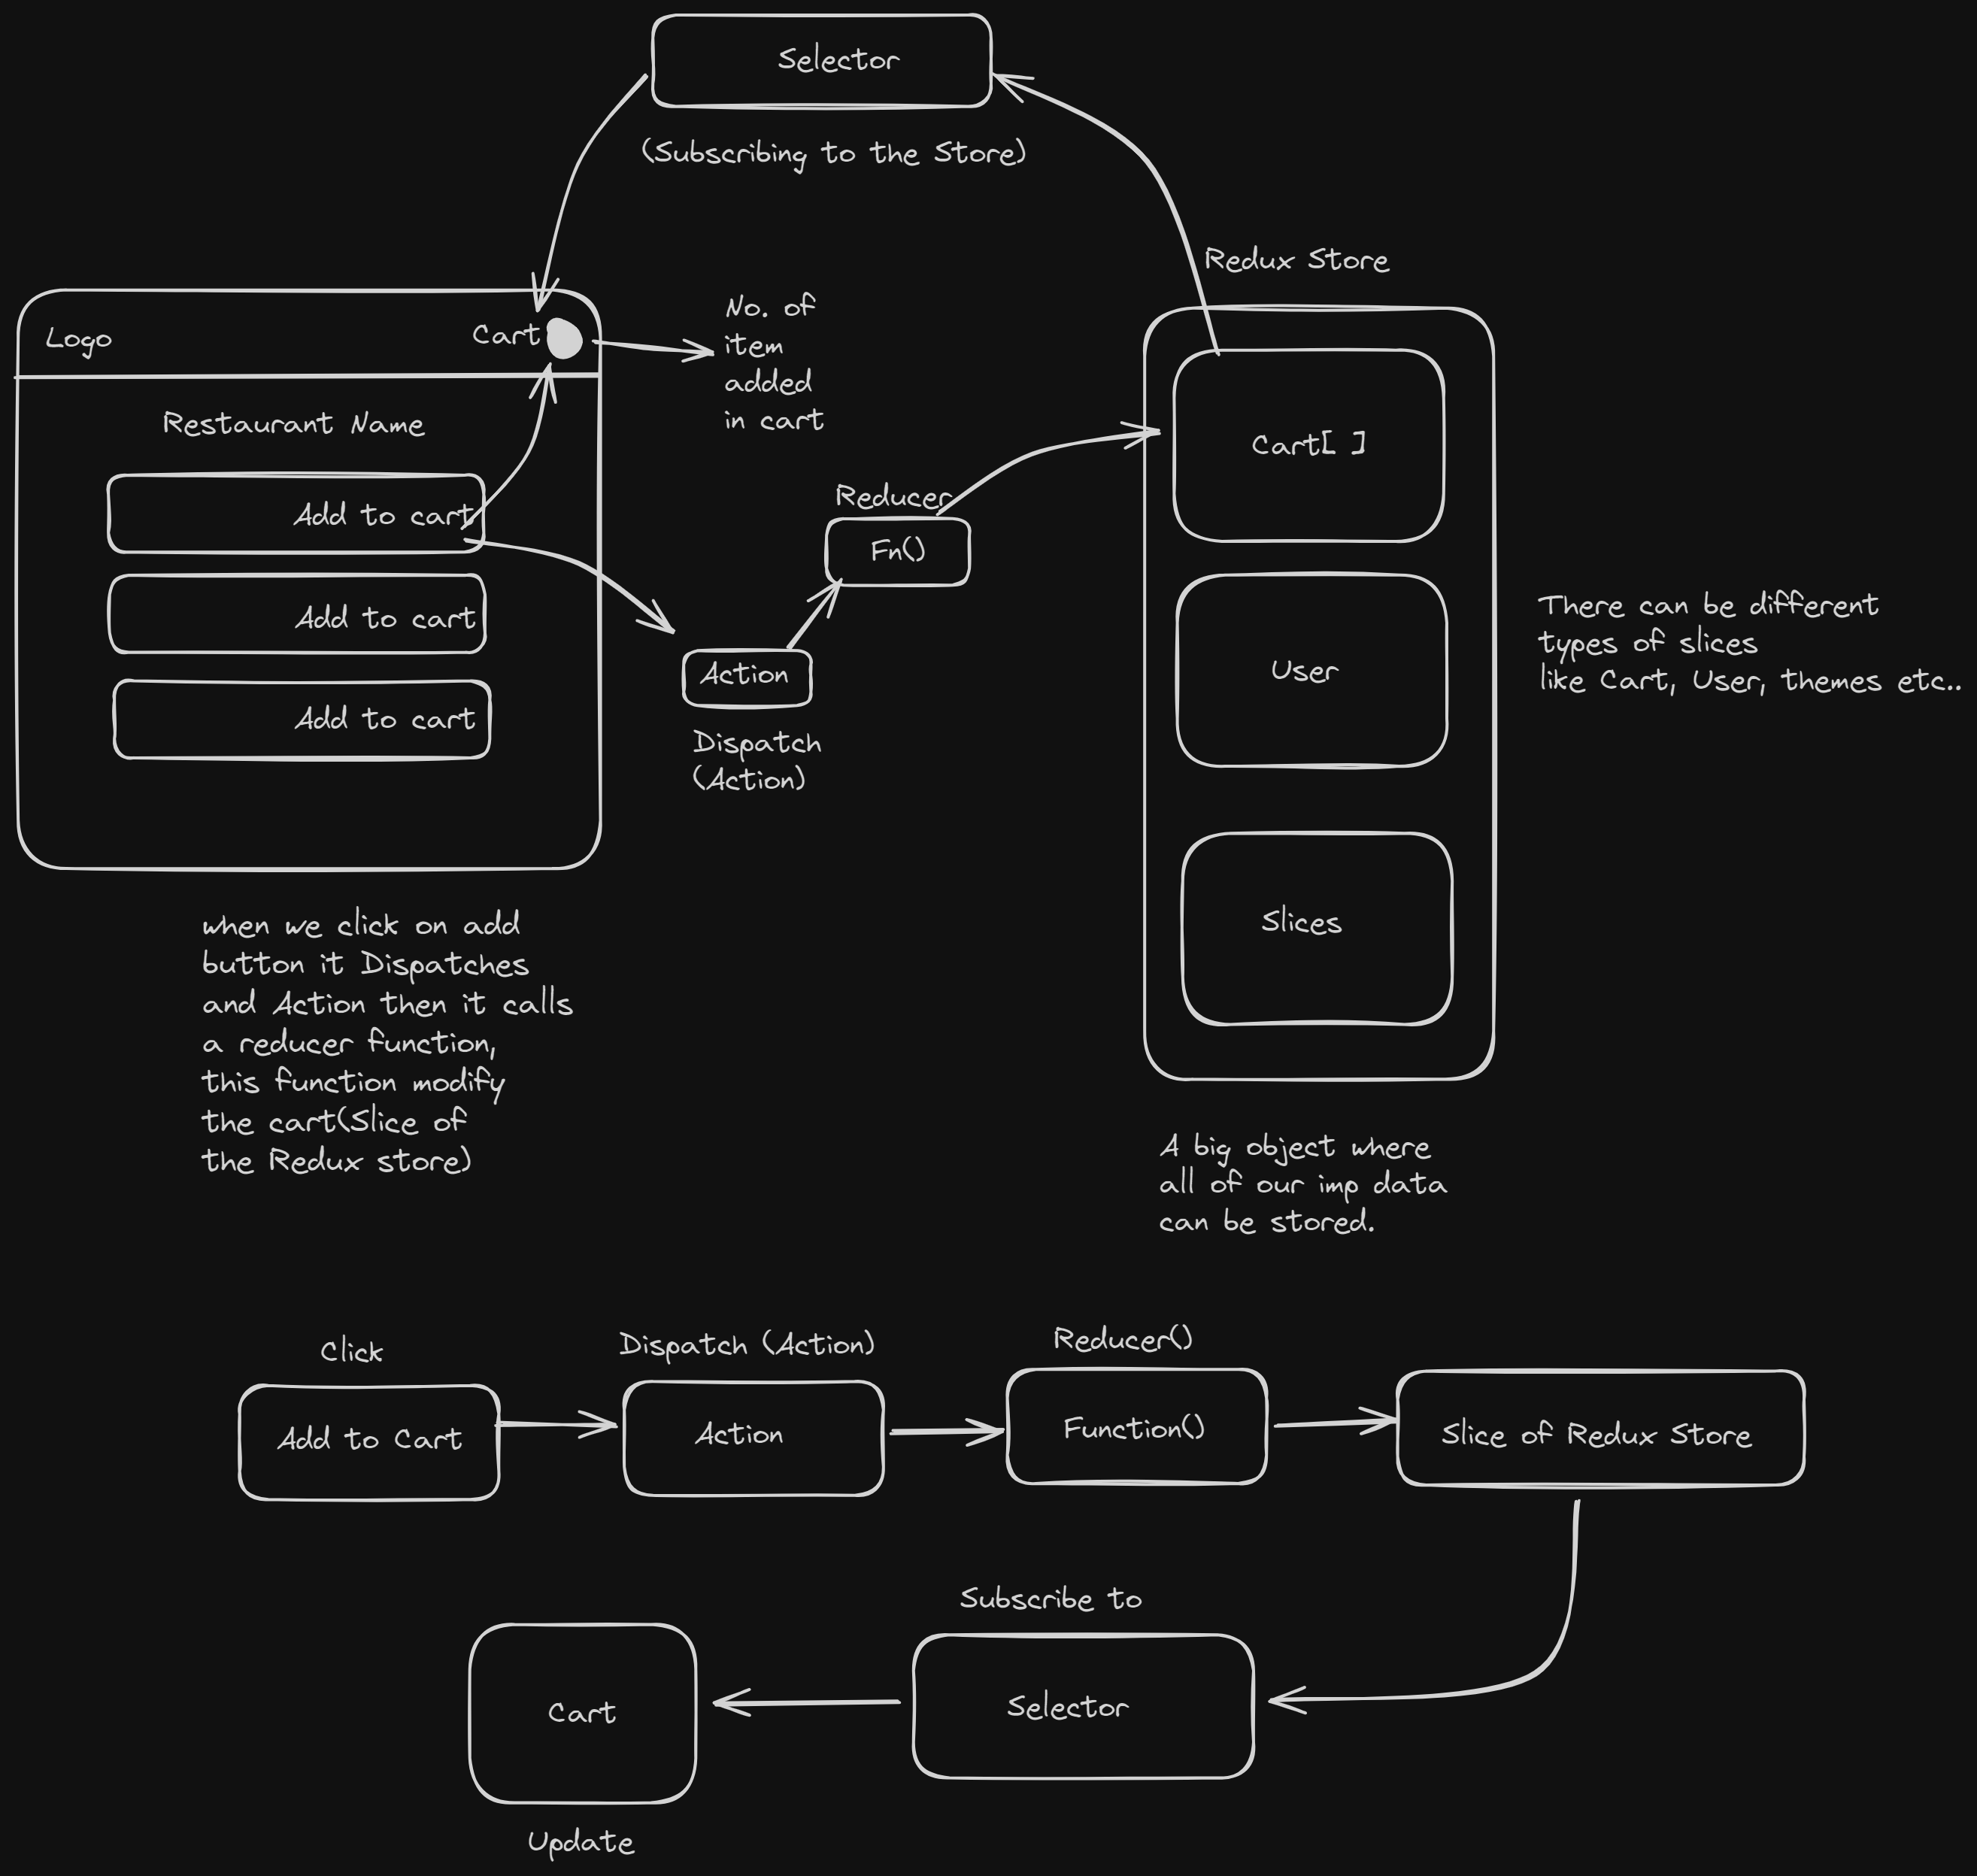 Selector
(Subscribing to the Store)
Redux Store
Logo
Cart
No. of
item
added
in cart
Restaurant Name
Add to cart
Add to cart
Add to cart
Reducer
Fn()
Action
Dispatch
(Action)
Cart[ ]
User
Slices
There can be different
types of slices
like Cart, User, themes etc..
when we click on add
button it Dispatches
and Action then it calls
a reducer function,
this function modify
the cart(Slice of
the Redux store)
A big object where
all of our imp data
can be stored.
Click
Add to Cart
Dispatch (Action)
Action
Reducer()
Function()
Slice of Redux Store
Subscribe to
Selector
Cart
Update